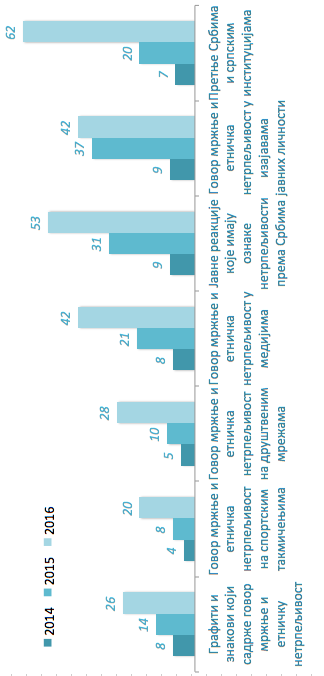 2014
2015
2016
8
14
26
4
8
20
5
10
28
8
21
42
9
31
53
9
37
42
7
20
62
Графити и
знакови који
садрже говор
мржње и
етничку
нетрпељивост
Говор мржње и
етничка
нетрпељивост
на спортским
такмичењима
Говор мржње и
етничка
нетрпељивост
на друштвеним
мрежама
Говор мржње и
етничка
нетрпељивост у
медијима
Јавне реакције
које имају
ознаке
нетрпељивости
према Србима
Говор мржње и
етничка
нетрпељивост у
изајавама
јавних личности
Претње Србима
и српским
институцијама